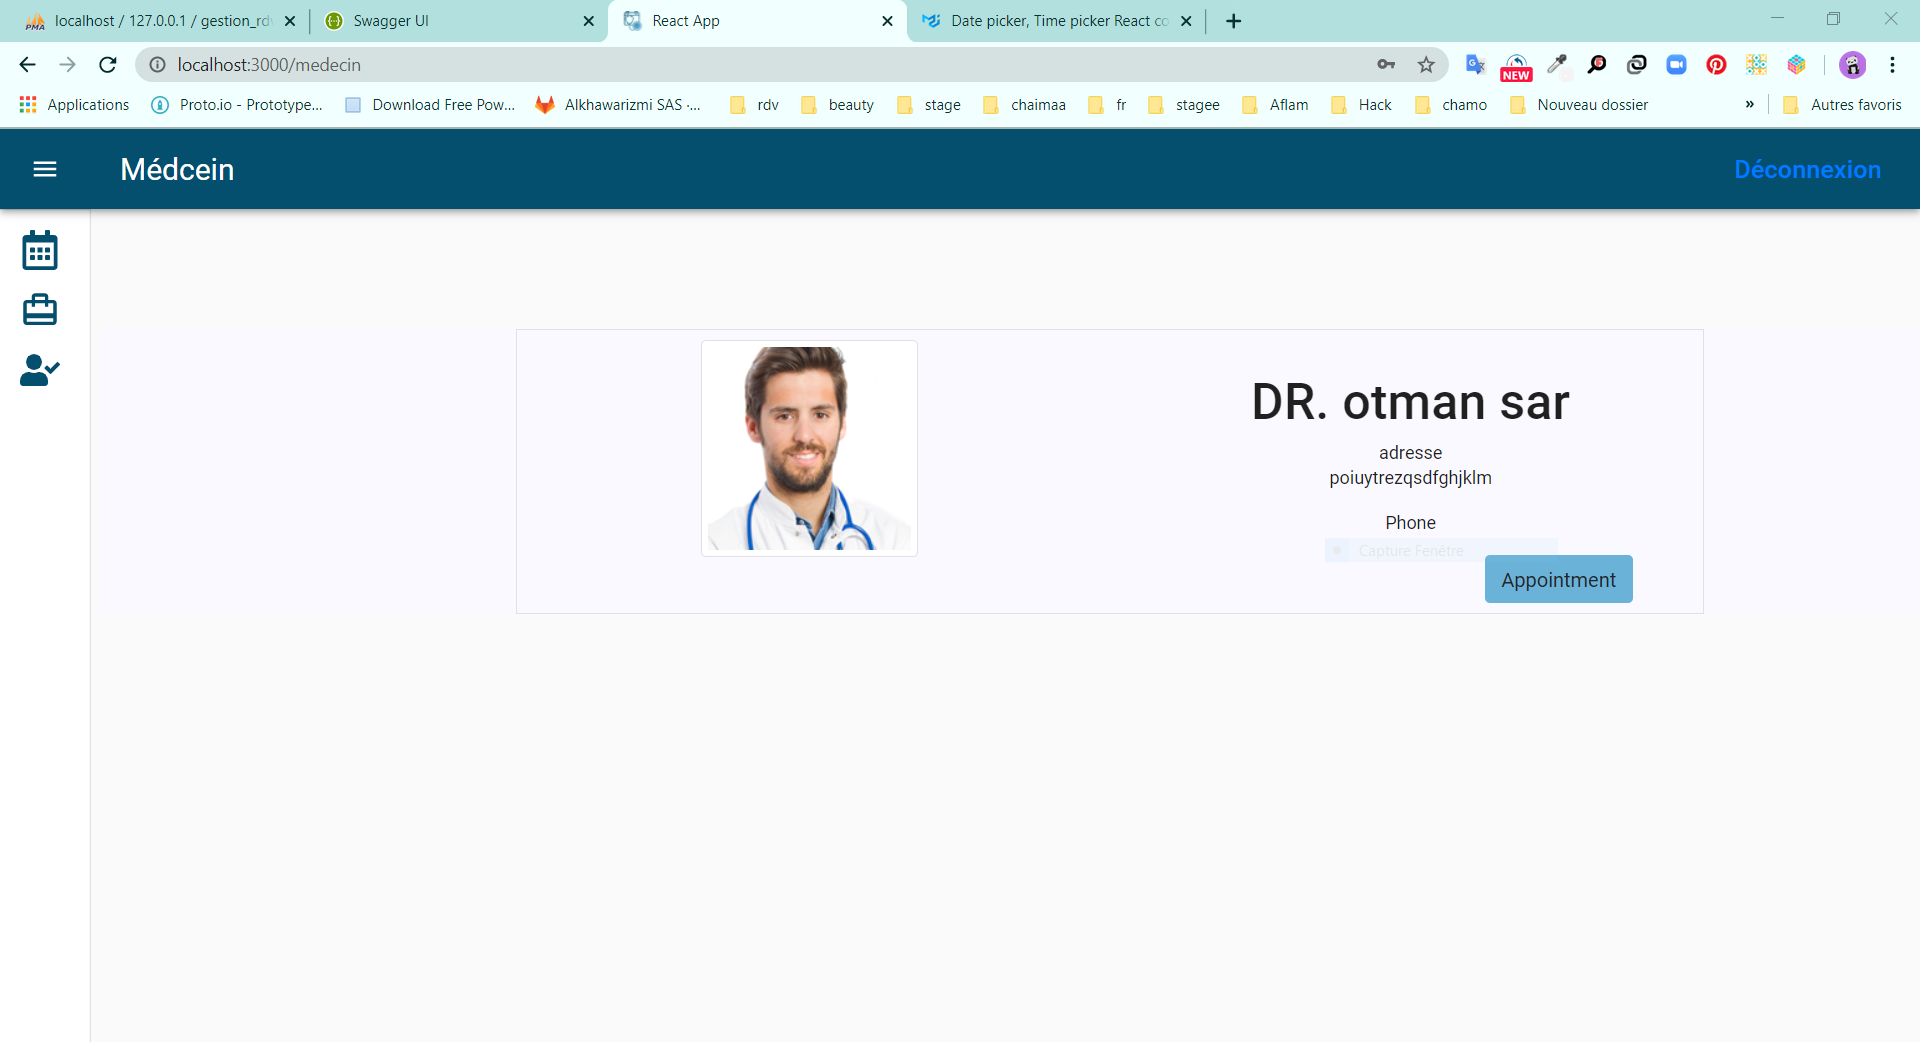 localhost / 127.0.0.1 / gestion_rdv
Swagger UI
React App
Date picker, Time picker React co
localhost:3000/medecin
NEW
Applications
Proto.io - Prototype...
Download Free Pow...
Alkhawarizmi SAS ·...
rdv
beauty
stage
chaimaa
fr
stagee
Aflam
Hack
chamo
Nouveau dossier
»
Autres favoris
Médcein
Déconnexion
DR. otman sar
adresse
poiuytrezqsdfghjklm
Phone
Capture Fenêtre
Appointment